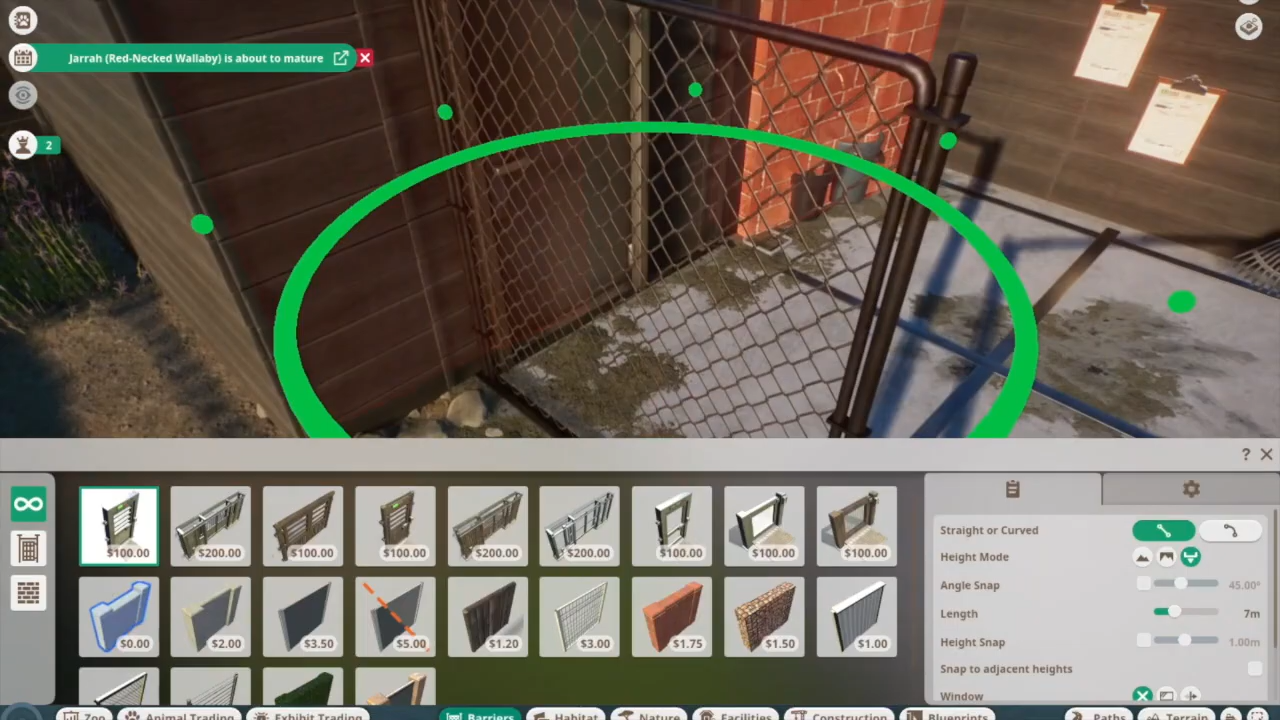 Jarrah (Red-Necked Wallaby) is about to mature
2
?
$100.00
$200.00
$100.00
$100.00
$200.00
$200.00
$100.00
$100.00
$100.00
Straight or Curved
Height Mode
Angle Snap
45.00°
$0.00
$2.00
$3.50
$5.00
$1.20
$3.00
$1.75
$1.50
$1.00
Length
7m
Height Snap
1.00m
Snap to adjacent heights
Window
Zoo
Animal Trading
Exhibit Trading
Barriers
Habitat
Nature
Facilities
Construction
Blueprints
Paths
Terrain